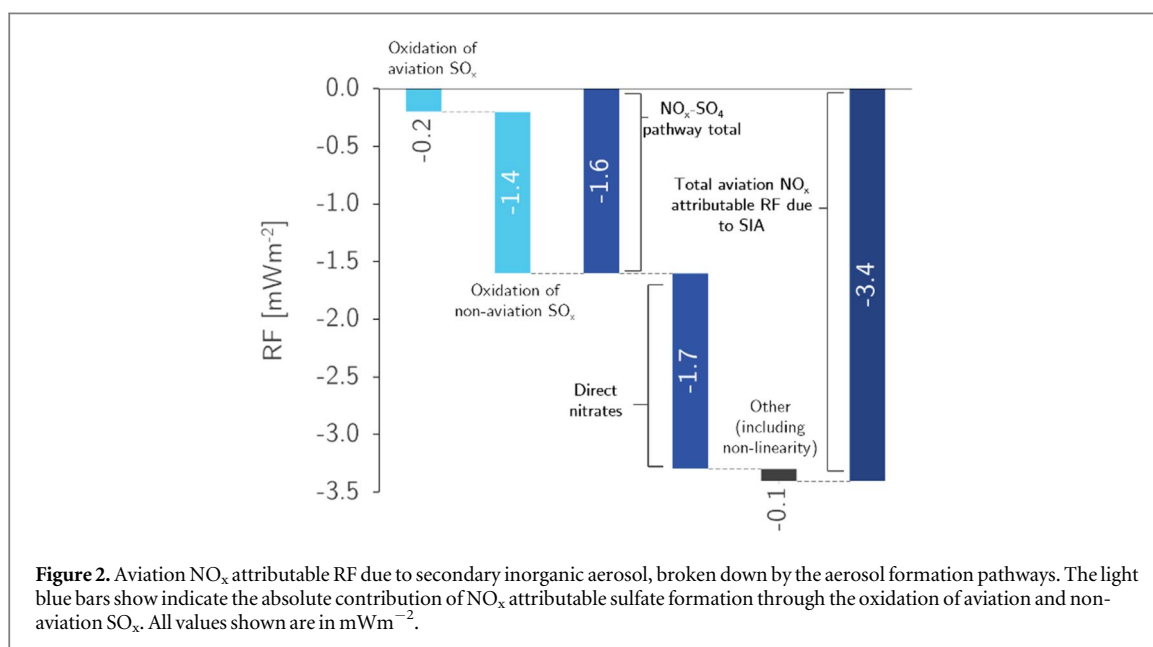 Oxidation of
aviation SOₓ
0.0
-0.5
-1.0
-1.5
-2.0
-2.5
-3.0
-3.5
RF [mWm⁻²]
-0.2
-1.4
Oxidation of
non-aviation SOₓ
-1.6
NOₓ-SO₄
pathway total
Direct
nitrates
-1.7
Other
(including
non-linearity)
-0.1
Total aviation NOₓ
attributable RF due
to SIA
-3.4
Figure 2. Aviation NOₓ attributable RF due to secondary inorganic aerosol, broken down by the aerosol formation pathways. The light
blue bars show indicate the absolute contribution of NOₓ attributable sulfate formation through the oxidation of aviation and non-
aviation SOₓ. All values shown are in mWm⁻².